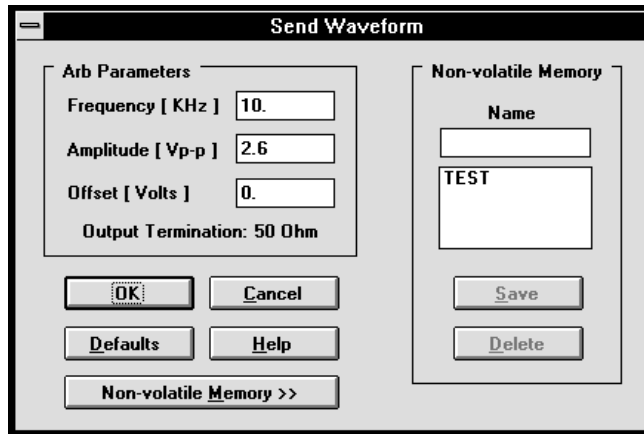 Send Waveform
Arb Parameters
Frequency [ KHz ] 10.
Amplitude [ Vp-p ] 2.6
Offset [ Volts ] 0.
Output Termination: 50 Ohm
OK Cancel
Defaults Help
Non-volatile Memory >>
Non-volatile Memory
Name
TEST
Save
Delete